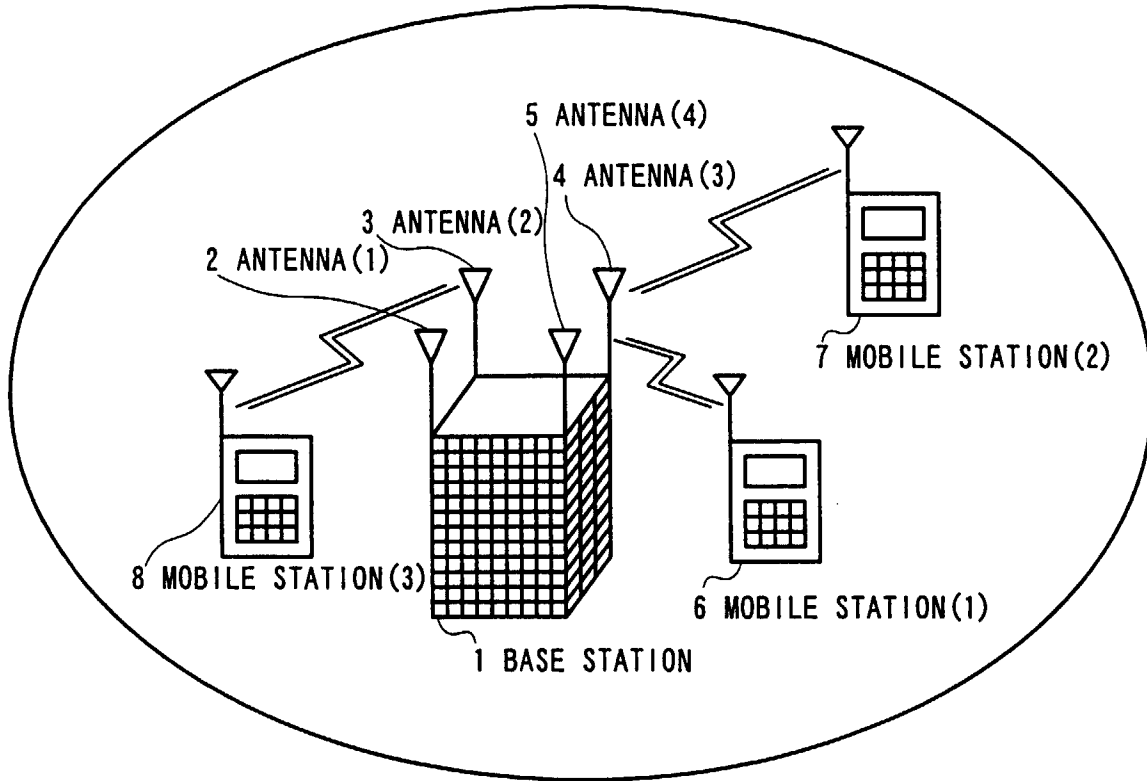 5 ANTENNA(4)
4 ANTENNA(3)
3 ANTENNA(2)
2 ANTENNA(1)
7 MOBILE STATION(2)
8 MOBILE STATION(3)
6 MOBILE STATION(1)
1 BASE STATION